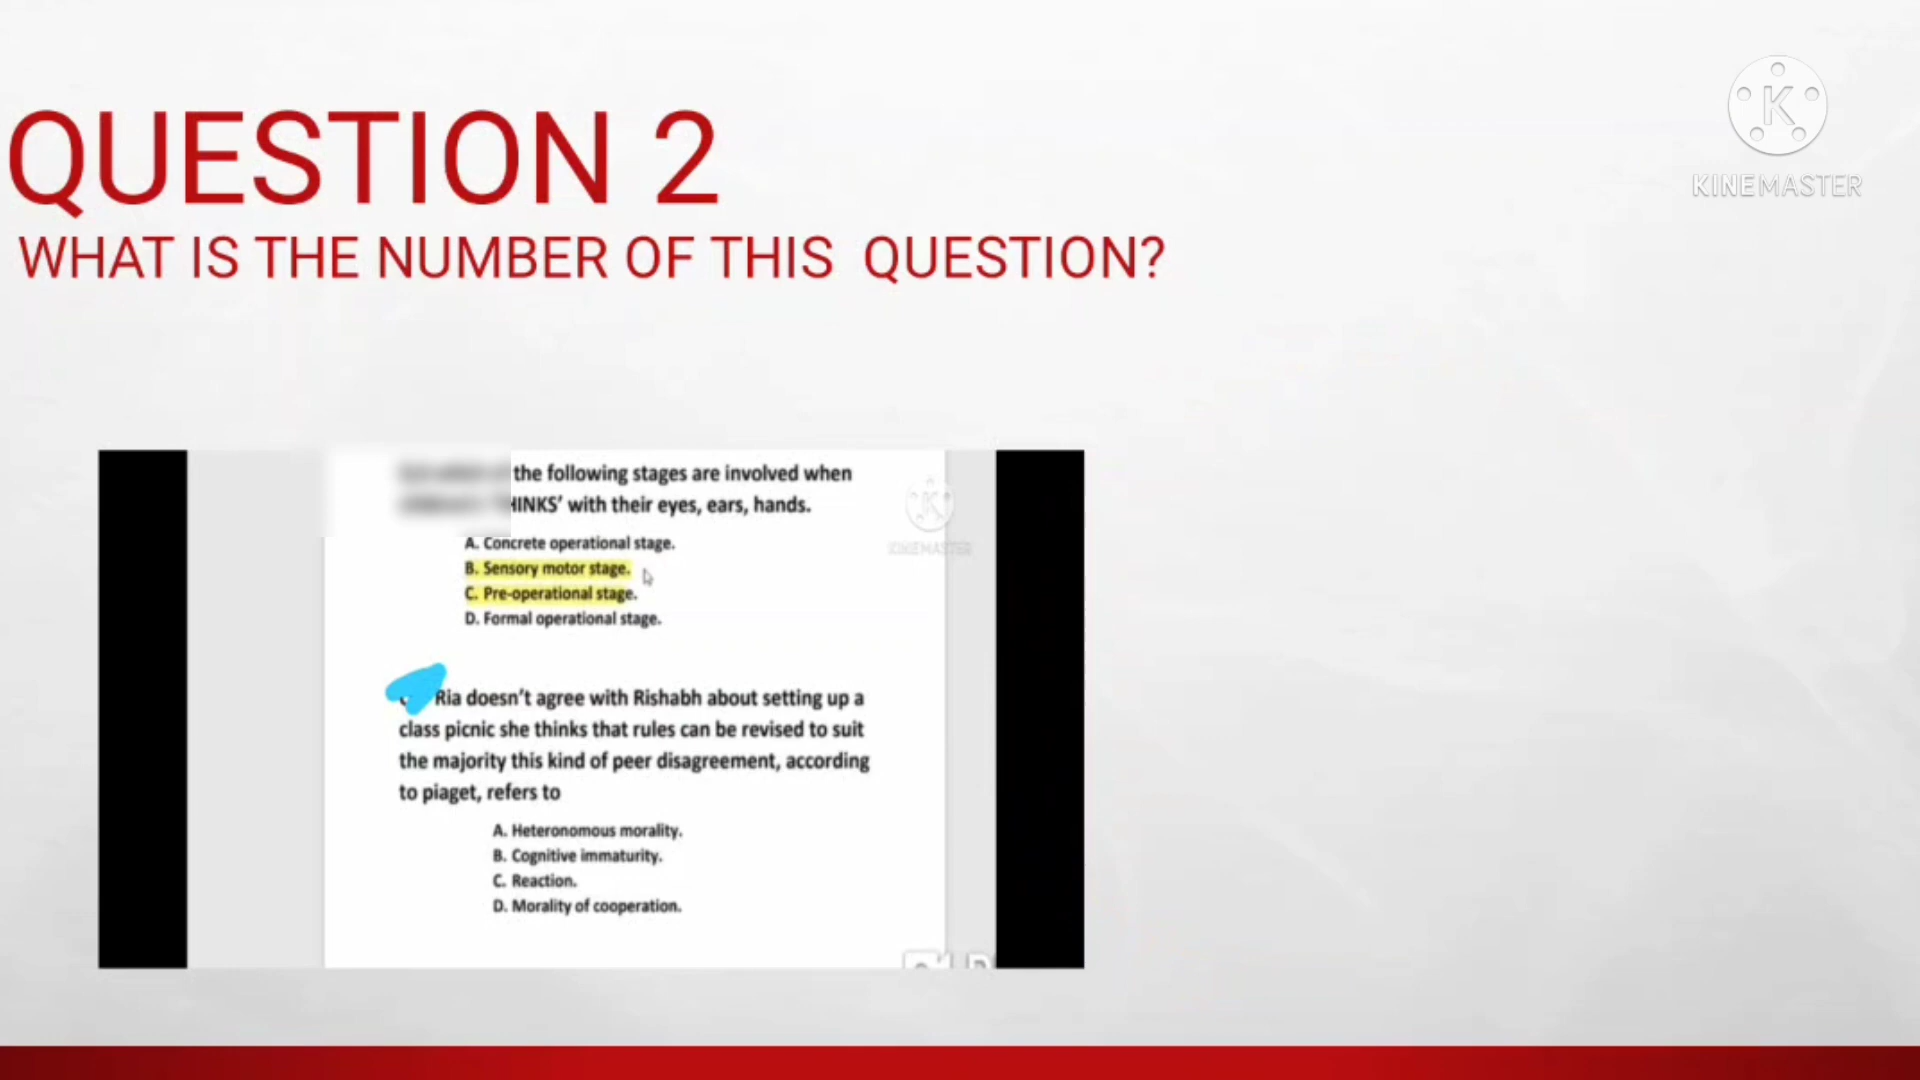 QUESTION 2
WHAT IS THE NUMBER OF THIS QUESTION?
K
KINEMASTER
the following stages are involved when
HINKS' with their eyes, ears, hands.
K
KINEMASTER
A. Concrete operational stage.
B. Sensory motor stage.
C. Pre-operational stage.
D. Formal operational stage.
Ria doesn't agree with Rishabh about setting up a
class picnic she thinks that rules can be revised to suit
the majority this kind of peer disagreement, according
to piaget, refers to
A. Heteronomous morality.
B. Cognitive immaturity.
C. Reaction.
D. Morality of cooperation.